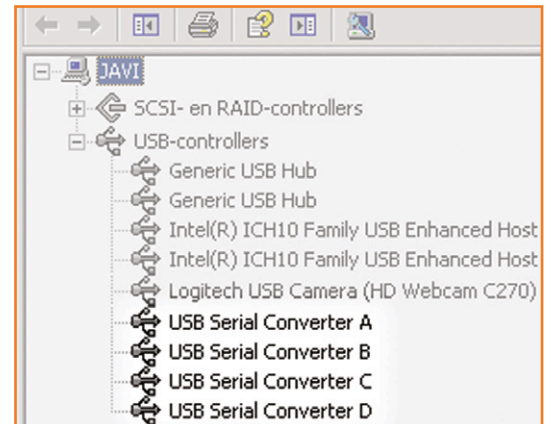 JAVI
SCSI- en RAID-controllers
USB-controllers
Generic USB Hub
Generic USB Hub
Intel(R) ICH10 Family USB Enhanced Host
Intel(R) ICH10 Family USB Enhanced Host
Logitech USB Camera (HD Webcam C270)
USB Serial Converter A
USB Serial Converter B
USB Serial Converter C
USB Serial Converter D